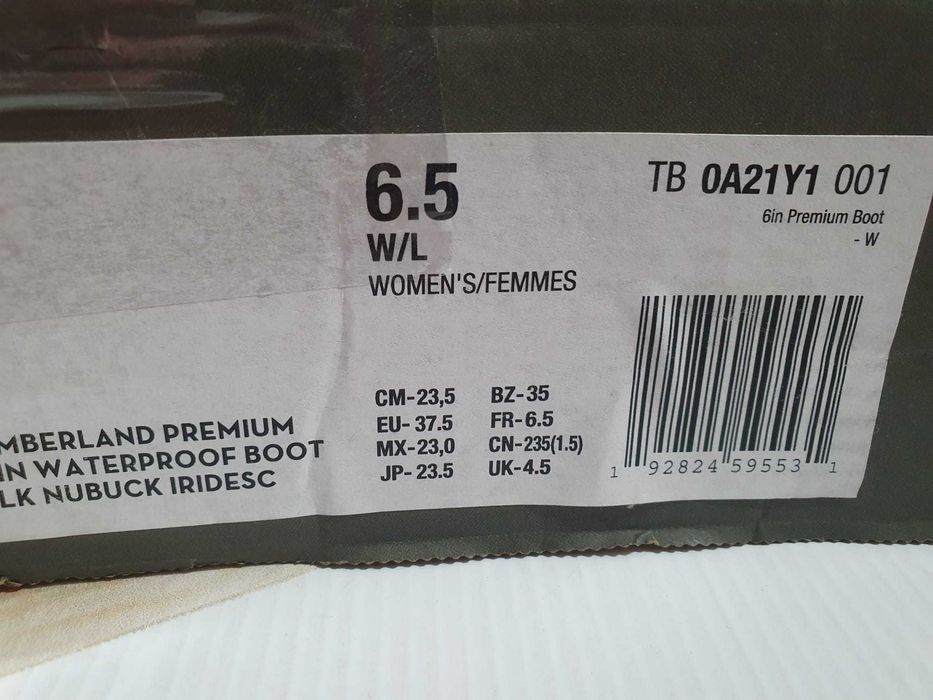 6.5
W/L
WOMEN'S/FEMMES
TB 0A21Y1 001
6in Premium Boot
- W
CM-23,5 BZ-35
EU-37.5 FR-6.5
MX-23,0 CN-235(1.5)
JP-23.5 UK-4.5
MBERLAND PREMIUM
IN WATERPROOF BOOT
LK NUBUCK IRIDESC
1 92824 59553 1